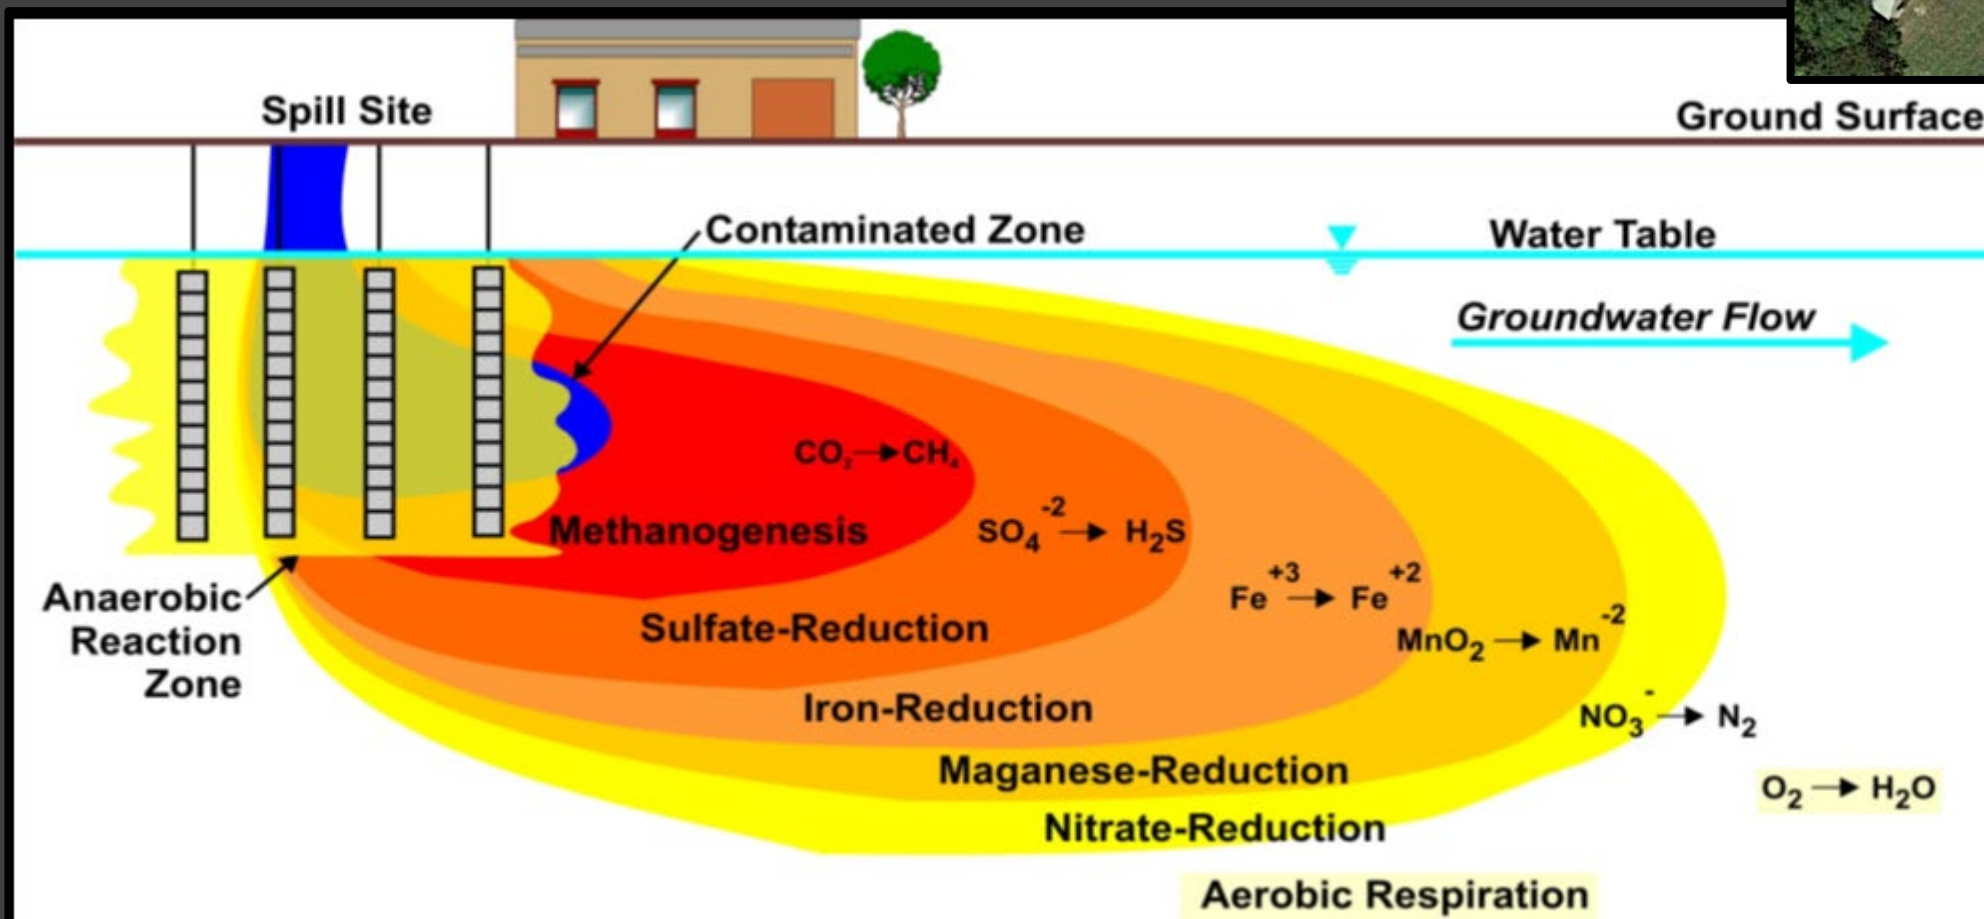 Spill Site
Ground Surface
Contaminated Zone
Water Table
Groundwater Flow
CO₂ → CH₄
Methanogenesis
SO₄⁻² → H₂S
Anaerobic
Reaction
Zone
Fe⁺³ → Fe⁺²
Sulfate-Reduction
MnO₂ → Mn⁻²
Iron-Reduction
NO₃⁻ → N₂
Maganese-Reduction
O₂ → H₂O
Nitrate-Reduction
Aerobic Respiration